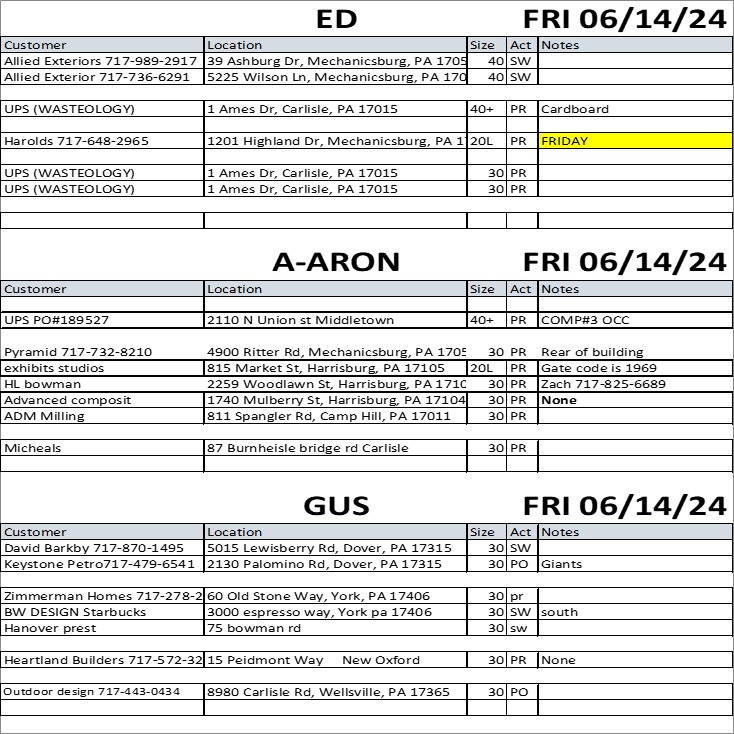 ED FRI 06/14/24
Customer Location Size Act Notes
Allied Exteriors 717-989-2917 39 Ashburg Dr, Mechanicsburg, PA 1705 40 SW
Allied Exterior 717-736-6291 5225 Wilson Ln, Mechanicsburg, PA 170 40 SW
UPS (WASTEOLOGY) 1 Ames Dr, Carlisle, PA 17015 40+ PR Cardboard
Harolds 717-648-2965 1201 Highland Dr, Mechanicsburg, PA 1 20L PR FRIDAY
UPS (WASTEOLOGY) 1 Ames Dr, Carlisle, PA 17015 30 PR
UPS (WASTEOLOGY) 1 Ames Dr, Carlisle, PA 17015 30 PR
A-ARON FRI 06/14/24
Customer Location Size Act Notes
UPS PO#189527 2110 N Union st Middletown 40+ PR COMP#3 OCC
Pyramid 717-732-8210 4900 Ritter Rd, Mechanicsburg, PA 1705 30 PR Rear of building
exhibits studios 815 Market St, Harrisburg, PA 17105 20L PR Gate code is 1969
HL bowman 2259 Woodlawn St, Harrisburg, PA 1710 30 PR Zach 717-825-6689
Advanced composit 1740 Mulberry St, Harrisburg, PA 17104 30 PR None
ADM Milling 811 Spangler Rd, Camp Hill, PA 17011 30 PR
Micheals 87 Burnheisle bridge rd Carlisle 30 PR
GUS FRI 06/14/24
Customer Location Size Act Notes
David Barkby 717-870-1495 5015 Lewisberry Rd, Dover, PA 17315 30 SW
Keystone Petro717-479-6541 2130 Palomino Rd, Dover, PA 17315 30 PO Giants
Zimmerman Homes 717-278-2 60 Old Stone Way, York, PA 17406 30 pr
BW DESIGN Starbucks 3000 espresso way, York pa 17406 30 SW south
Hanover prest 75 bowman rd 30 sw
Heartland Builders 717-572-32 15 Peidmont Way New Oxford 30 PR None
Outdoor design 717-443-0434 8980 Carlisle Rd, Wellsville, PA 17365 30 PO